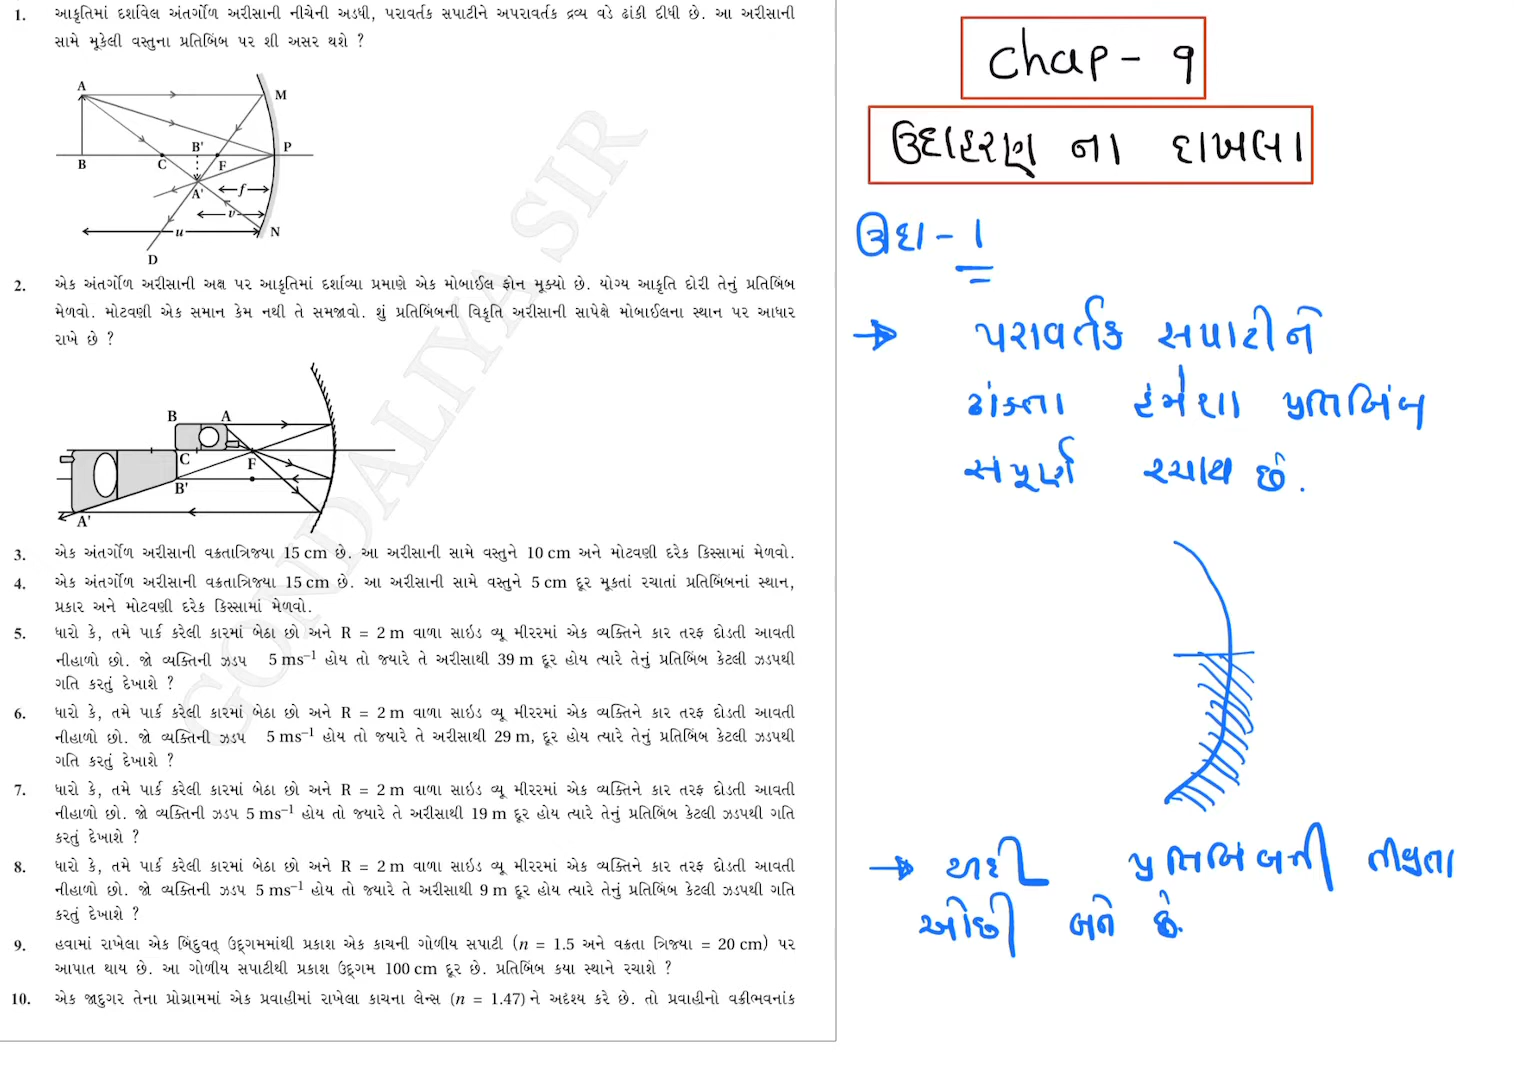 1. આકૃતિમાં દર્શાવેલ અંતર્ગોળ અરીસાની નીચેની અડધી, પરાવર્તક સપાટીને અપરાવર્તક દ્રવ્ય વડે ઢાંકી દીધી છે. આ અરીસાની
સામે મૂકેલી વસ્તુના પ્રતિબિંબ પર શી અસર થશે ?
A M
B C B' F P
A' f
v
u N
D
2. એક અંતર્ગોળ અરીસાની અક્ષ પર આકૃતિમાં દર્શાવ્યા પ્રમાણે એક મોબાઈલ ફોન મૂક્યો છે. યોગ્ય આકૃતિ દોરી તેનું પ્રતિબિંબ
મેળવો. મોટવણી એક સમાન કેમ નથી તે સમજાવો. શું પ્રતિબિંબની વિકૃતિ અરીસાની સાપેક્ષે મોબાઈલના સ્થાન પર આધાર
રાખે છે ?
B A
C F
B'
A'
3. એક અંતર્ગોળ અરીસાની વક્રતાત્રિજ્યા 15 cm છે. આ અરીસાની સામે વસ્તુને 10 cm અને મોટવણી દરેક કિસ્સામાં મેળવો.
4. એક અંતર્ગોળ અરીસાની વક્રતાત્રિજ્યા 15 cm છે. આ અરીસાની સામે વસ્તુને 5 cm દૂર મૂકતાં રચાતાં પ્રતિબિંબનાં સ્થાન,
પ્રકાર અને મોટવણી દરેક કિસ્સામાં મેળવો.
5. ધારો કે, તમે પાર્ક કરેલી કારમાં બેઠા છો અને R = 2 m વાળા સાઇડ વ્યૂ મીરરમાં એક વ્યક્તિને કાર તરફ દોડતી આવતી
નીહાળો છો. જો વ્યક્તિની ઝડપ 5 ms⁻¹ હોય તો જ્યારે તે અરીસાથી 39 m દૂર હોય ત્યારે તેનું પ્રતિબિંબ કેટલી ઝડપથી
ગતિ કરતું દેખાશે ?
6. ધારો કે, તમે પાર્ક કરેલી કારમાં બેઠા છો અને R = 2 m વાળા સાઇડ વ્યૂ મીરરમાં એક વ્યક્તિને કાર તરફ દોડતી આવતી
નીહાળો છો. જો વ્યક્તિની ઝડપ 5 ms⁻¹ હોય તો જ્યારે તે અરીસાથી 29 m, દૂર હોય ત્યારે તેનું પ્રતિબિંબ કેટલી ઝડપથી
ગતિ કરતું દેખાશે ?
7. ધારો કે, તમે પાર્ક કરેલી કારમાં બેઠા છો અને R = 2 m વાળા સાઇડ વ્યૂ મીરરમાં એક વ્યક્તિને કાર તરફ દોડતી આવતી
નીહાળો છો. જો વ્યક્તિની ઝડપ 5 ms⁻¹ હોય તો જ્યારે તે અરીસાથી 19 m દૂર હોય ત્યારે તેનું પ્રતિબિંબ કેટલી ઝડપથી ગતિ
કરતું દેખાશે ?
8. ધારો કે, તમે પાર્ક કરેલી કારમાં બેઠા છો અને R = 2 m વાળા સાઇડ વ્યૂ મીરરમાં એક વ્યક્તિને કાર તરફ દોડતી આવતી
નીહાળો છો. જો વ્યક્તિની ઝડપ 5 ms⁻¹ હોય તો જ્યારે તે અરીસાથી 9 m દૂર હોય ત્યારે તેનું પ્રતિબિંબ કેટલી ઝડપથી ગતિ
કરતું દેખાશે ?
9. હવામાં રાખેલા એક બિંદુવત્ ઉદ્ગમમાંથી પ્રકાશ એક કાચની ગોળીય સપાટી (n = 1.5 અને વક્રતા ત્રિજ્યા = 20 cm) પર
આપાત થાય છે. આ ગોળીય સપાટીથી પ્રકાશ ઉદ્ગમ 100 cm દૂર છે. પ્રતિબિંબ કયા સ્થાને રચાશે ?
10. એક જાદુગર તેના પ્રોગ્રામમાં એક પ્રવાહીમાં રાખેલા કાચના લેન્સ (n = 1.47) ને અદૃશ્ય કરે છે. તો પ્રવાહીનો વક્રીભવનાંક
GONDALIYA SIR
Chap - ૧
ઉદાહરણ ના દાખલા
ઉદા - 1
→ પરાવર્તક સપાટીને
ઢાંકતા હંમેશા પ્રતિબિંબ
સંપૂર્ણ રચાય છે.
→ અહી પ્રતિબિંબની તીવ્રતા
ઓછી બને છે.